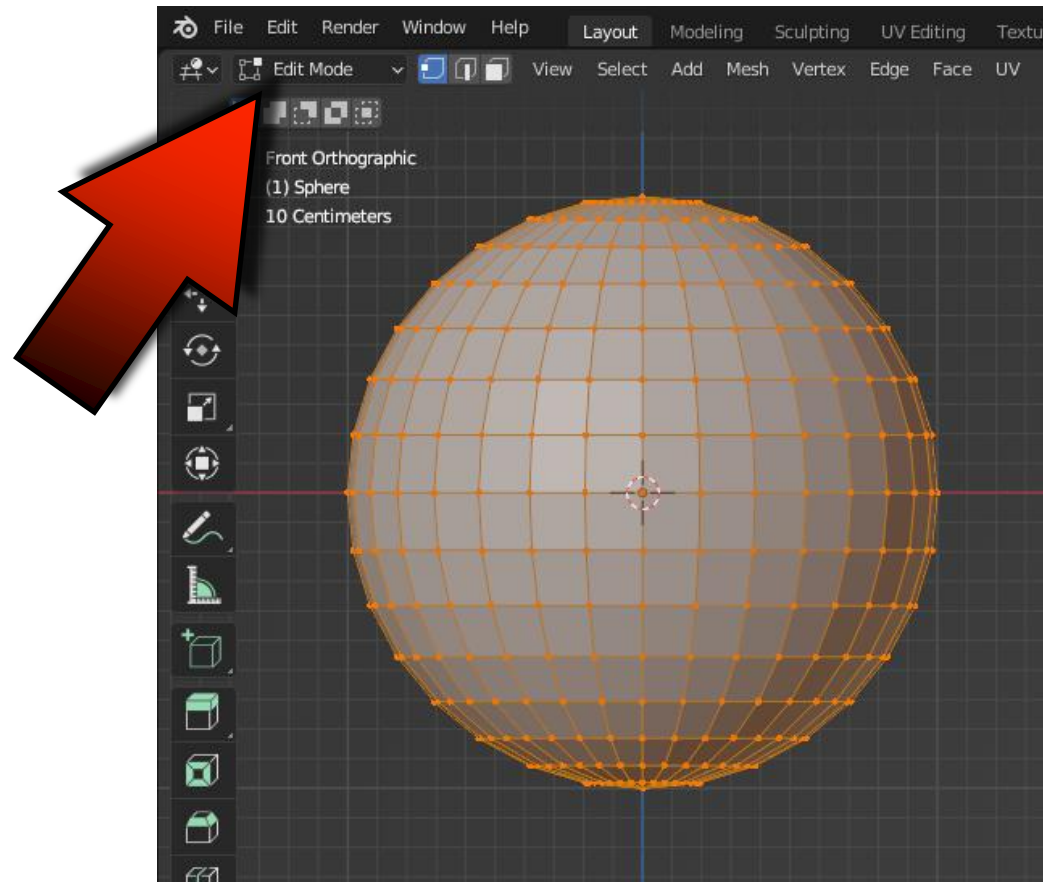 File Edit Render Window Help Layout Modeling Sculpting UV Editing Textu
Edit Mode View Select Add Mesh Vertex Edge Face UV
Front Orthographic
(1) Sphere
10 Centimeters